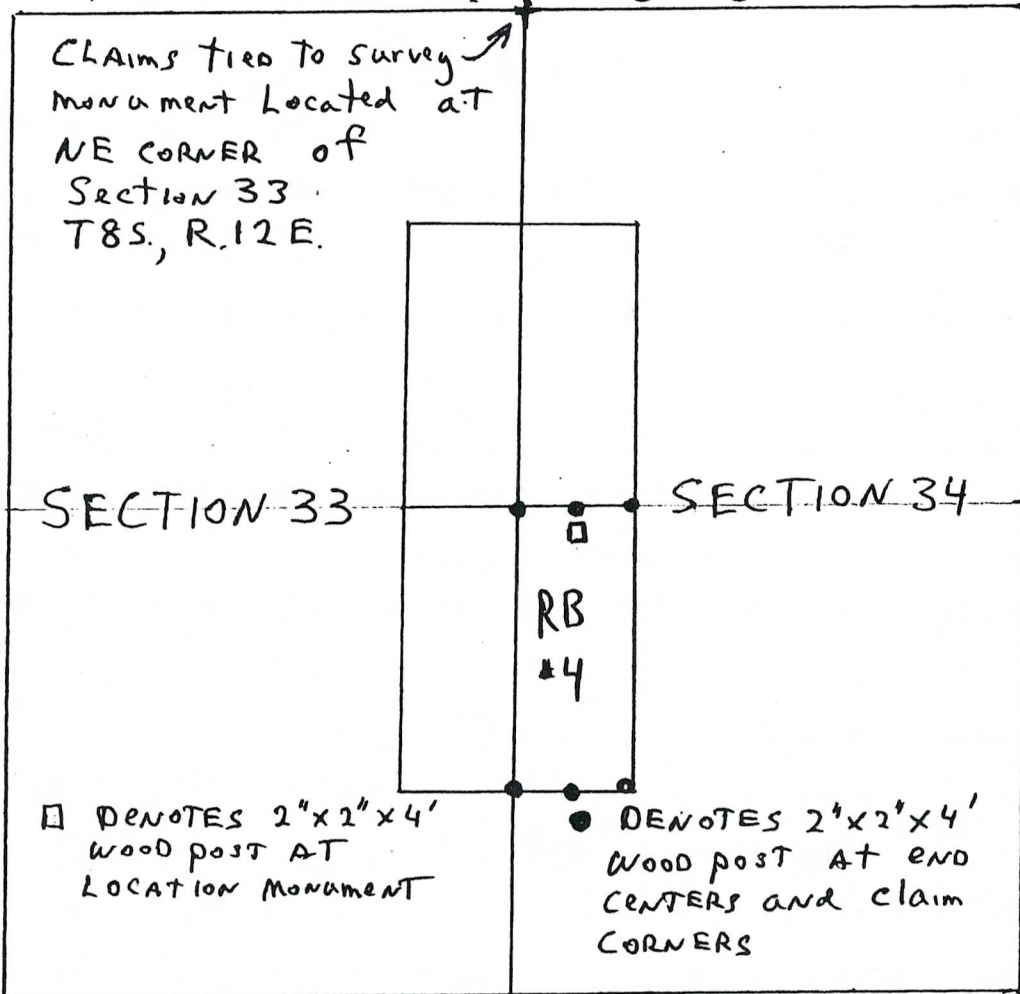 CLAims tieD To survey
monument Located aT
NE CORNER of
Section 33
T8S., R.12E.
SECTION 33
SECTION 34
RB
#4
□ DENOTES 2"x2"x4'
WOOD post AT
LOCATION MonumeNT
● DENOTES 2"x2"x4'
WOOD post At eND
CeNTERS aND Claim
CORNERS